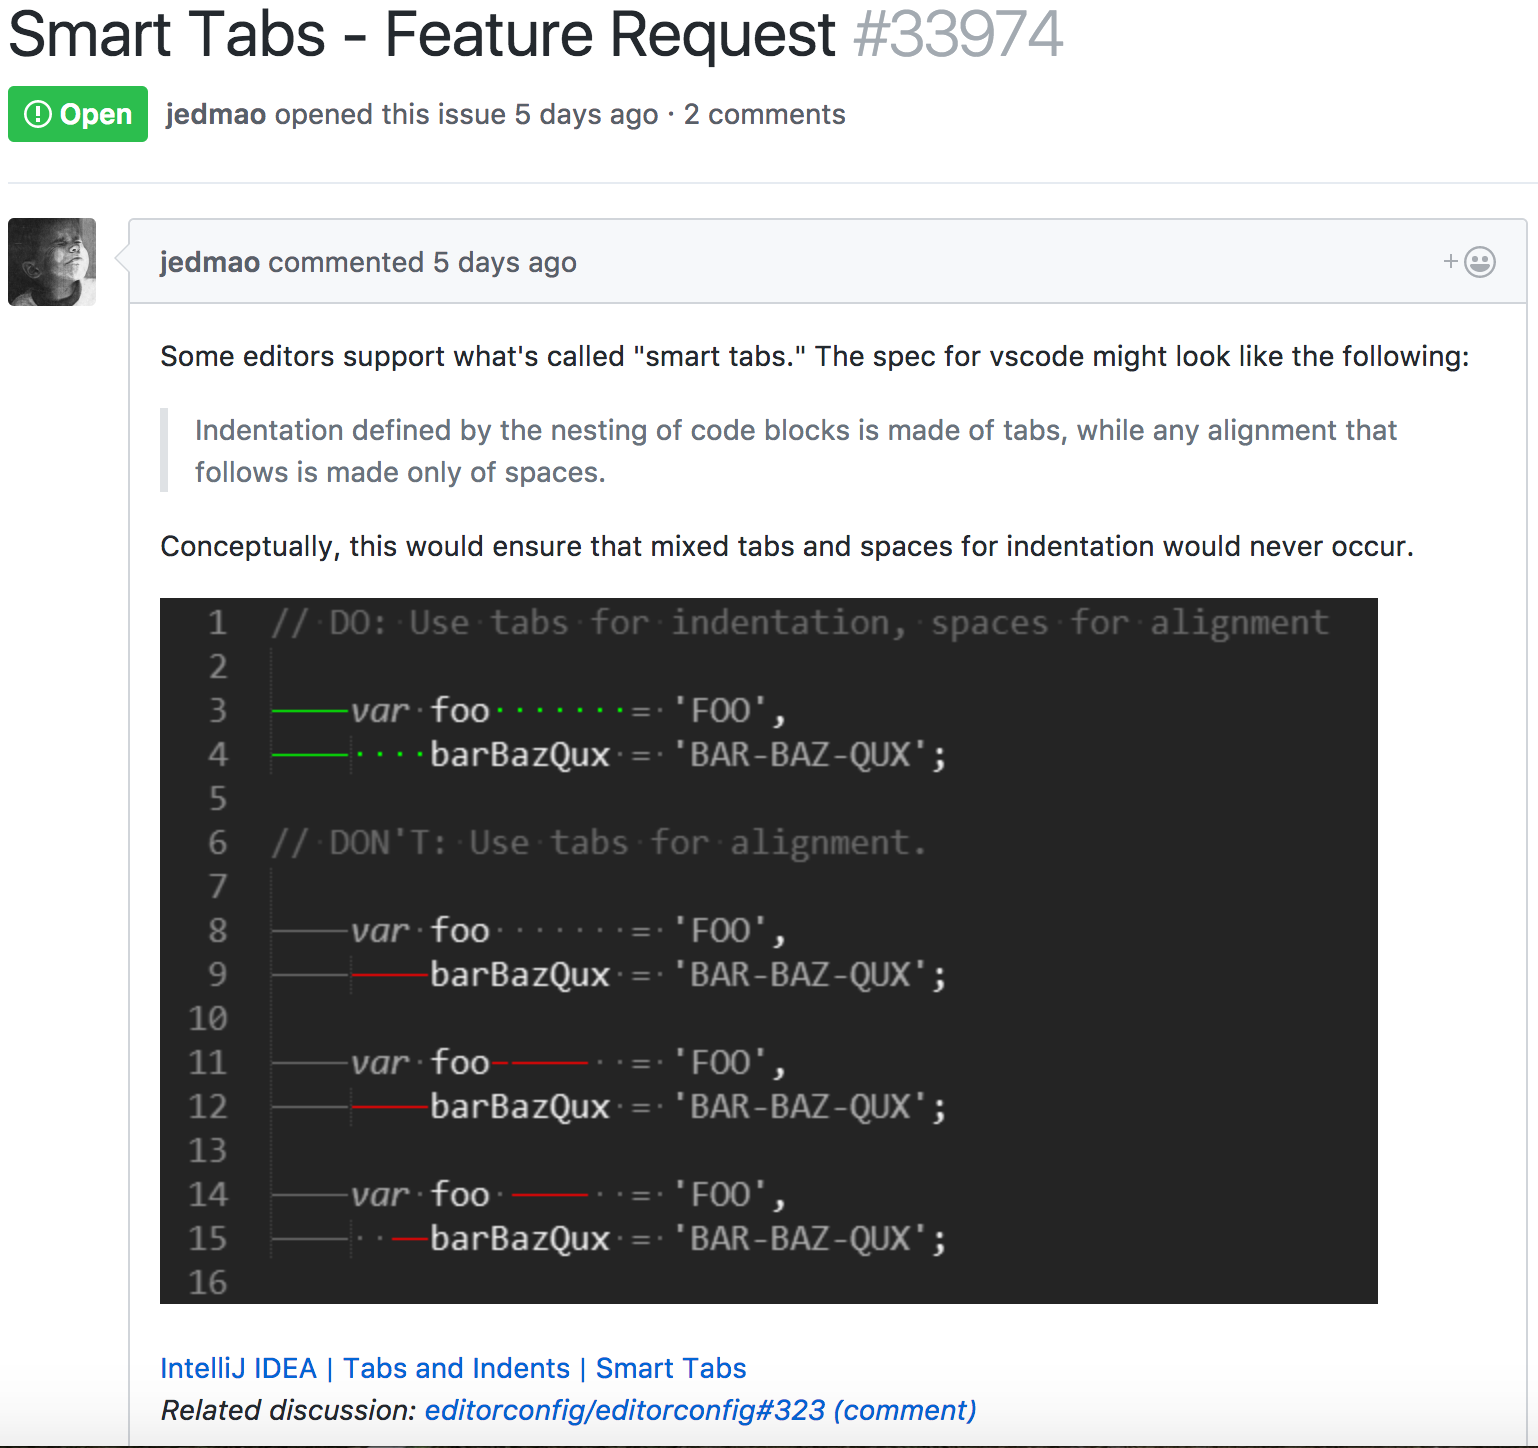 Smart Tabs - Feature Request #33974
Open jedmao opened this issue 5 days ago · 2 comments
jedmao commented 5 days ago
Some editors support what's called "smart tabs." The spec for vscode might look like the following:
Indentation defined by the nesting of code blocks is made of tabs, while any alignment that
follows is made only of spaces.
Conceptually, this would ensure that mixed tabs and spaces for indentation would never occur.
1 // DO: Use tabs for indentation, spaces for alignment
2
3 var foo = 'FOO',
4 barBazQux = 'BAR-BAZ-QUX';
5
6 // DON'T: Use tabs for alignment.
7
8 var foo = 'FOO',
9 barBazQux = 'BAR-BAZ-QUX';
10
11 var foo = 'FOO',
12 barBazQux = 'BAR-BAZ-QUX';
13
14 var foo = 'FOO',
15 barBazQux = 'BAR-BAZ-QUX';
16
IntelliJ IDEA | Tabs and Indents | Smart Tabs
Related discussion: editorconfig/editorconfig#323 (comment)